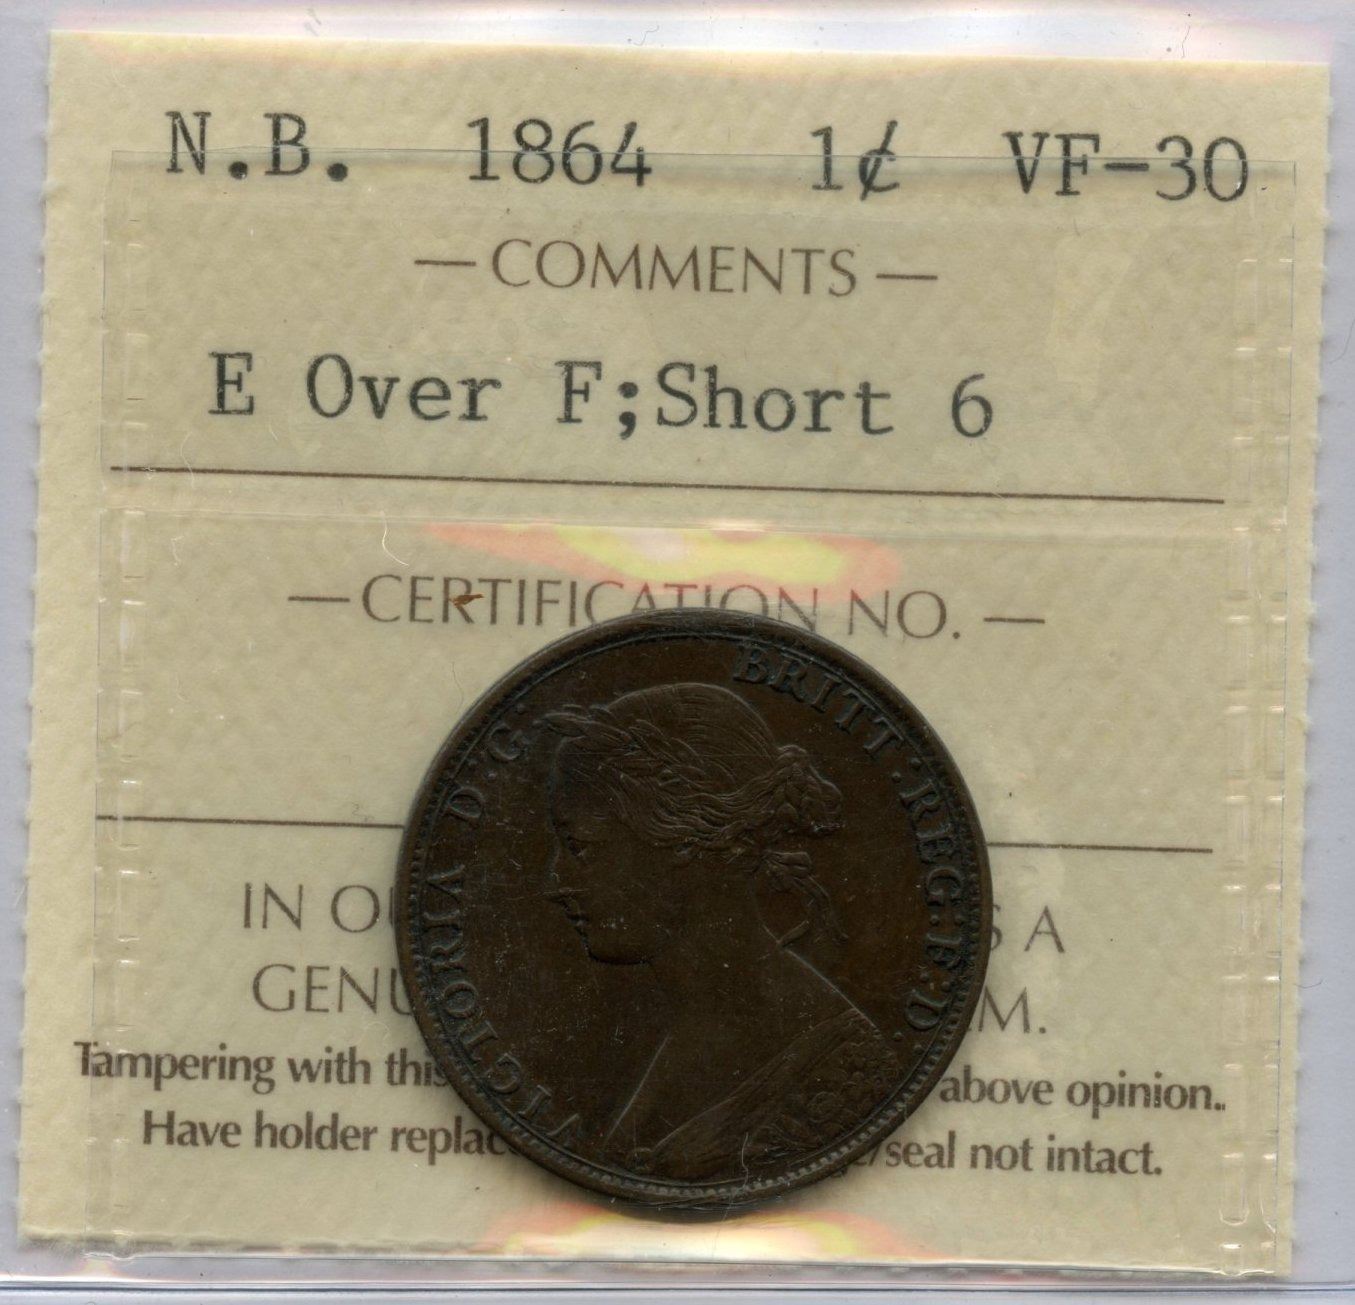 N.B. 1864 1¢ VF-30
— COMMENTS —
E Over F;Short 6
— CERTIFICATION NO. —
IN OU S A
GENU M.
Tampering with this above opinion..
Have holder replac e/seal not intact.
VICTORIA D·G· BRITT·REG·F·D·